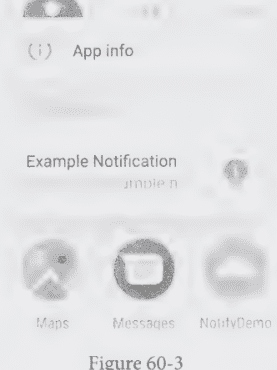 (i) App info
Example Notification
Maps Messages NotifyDemo
Figure 60-3